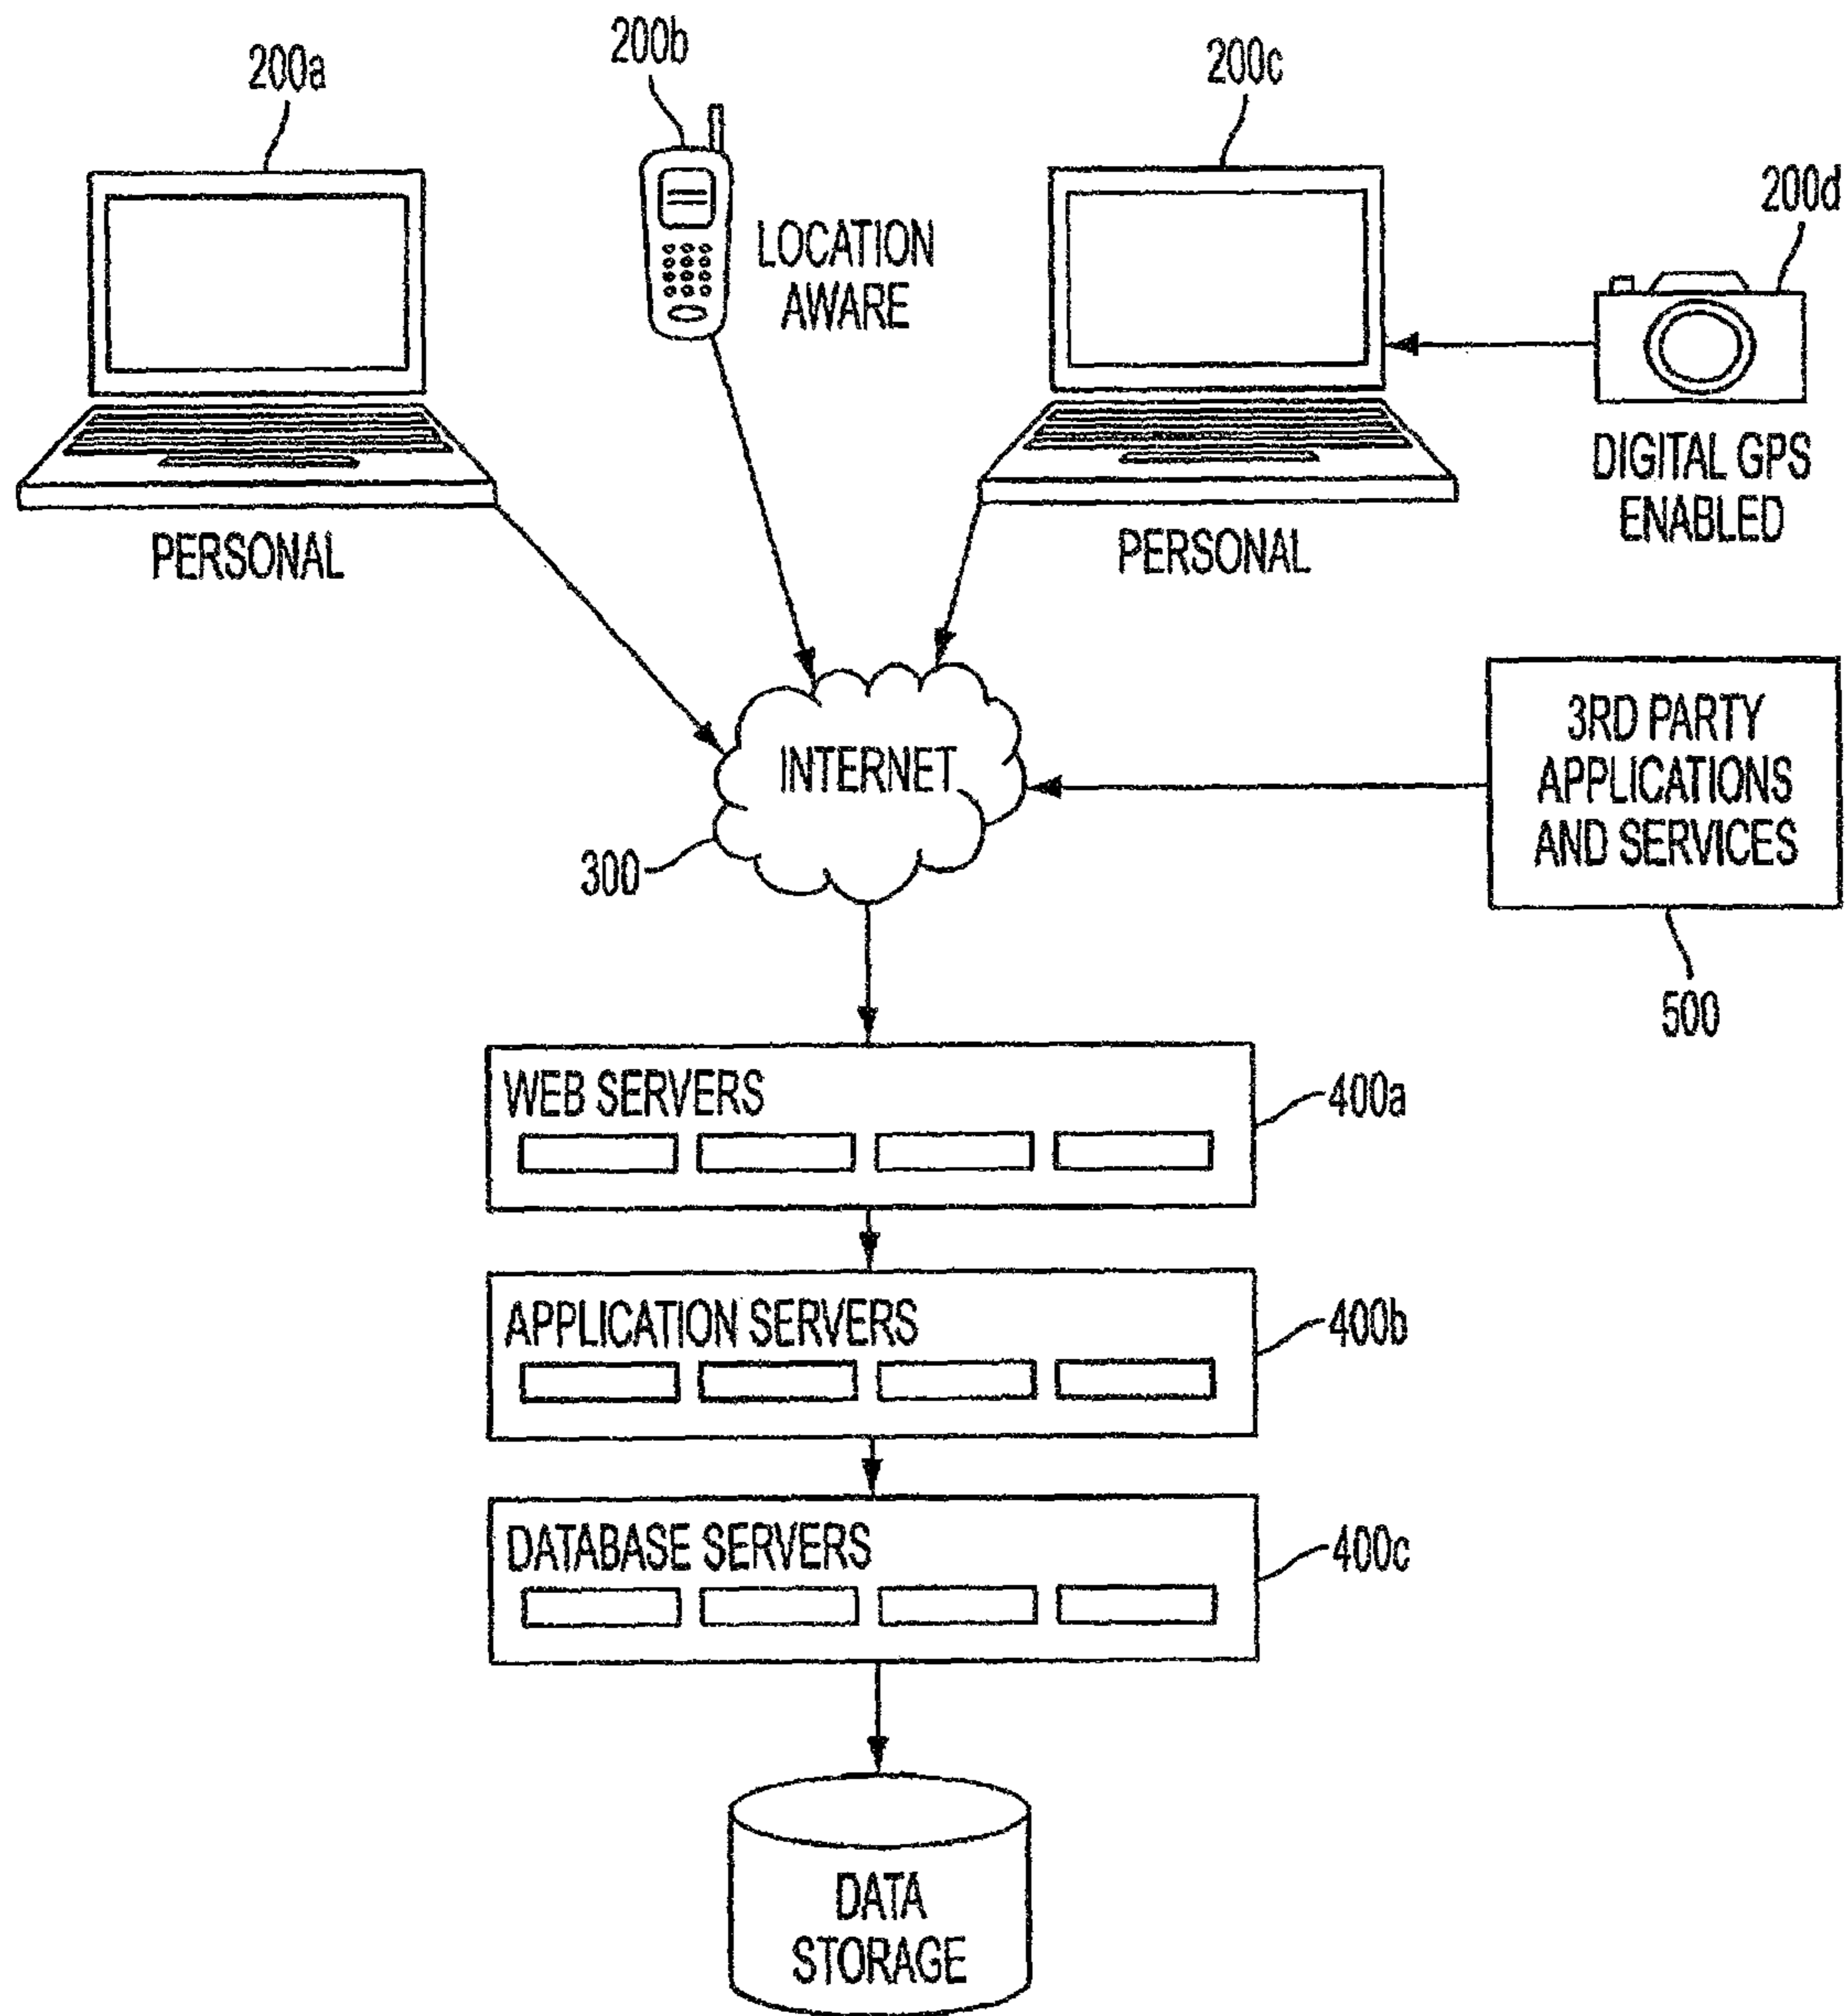 200a
200b
200c
200d
LOCATION
AWARE
DIGITAL GPS
ENABLED
PERSONAL
PERSONAL
INTERNET
300
3RD PARTY
APPLICATIONS
AND SERVICES
500
WEB SERVERS
400a
APPLICATION SERVERS
400b
DATABASE SERVERS
400c
DATA
STORAGE